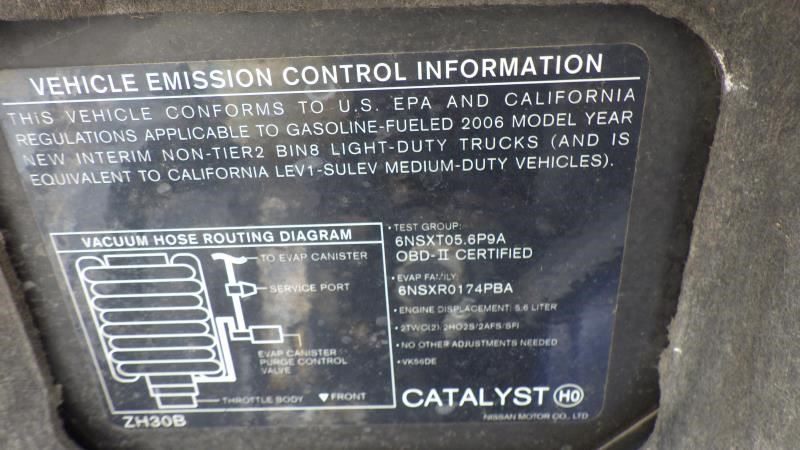 VEHICLE EMISSION CONTROL INFORMATION
THIS VEHICLE CONFORMS TO U.S. EPA AND CALIFORNIA
REGULATIONS APPLICABLE TO GASOLINE-FUELED 2006 MODEL YEAR
NEW INTERIM NON-TIER2 BIN8 LIGHT-DUTY TRUCKS (AND IS
EQUIVALENT TO CALIFORNIA LEV1-SULEV MEDIUM-DUTY VEHICLES).
VACUUM HOSE ROUTING DIAGRAM
TO EVAP CANISTER
SERVICE PORT
EVAP CANISTER
PURGE CONTROL
VALVE
THROTTLE BODY
▼FRONT
ZH30B
• TEST GROUP:
6NSXT05.6P9A
OBD-II CERTIFIED
• EVAP FAMILY:
6NSXR0174PBA
• ENGINE DISPLACEMENT: 5.6 LITER
• 2TWC(2)/2HO2S/2AFS/SFI
• NO OTHER ADJUSTMENTS NEEDED
• VK56DE
CATALYST H0
NISSAN MOTOR CO., LTD